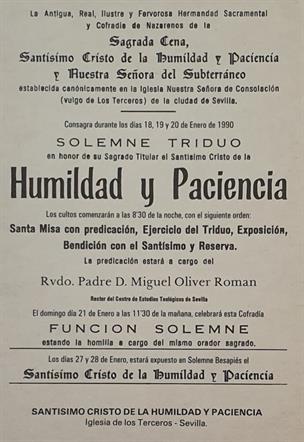 La Antigua, Real, Ilustre y Fervorosa Hermandad Sacramental
y Cofradía de Nazarenos de la
Sagrada Cena,
Santísimo Cristo de la Humildad y Paciencia
y Nuestra Señora del Subterráneo
establecida canónicamente en la Iglesia Nuestra Señora de Consolación
(vulgo de Los Terceros) de la ciudad de Sevilla.
Consagra durante los días 18, 19 y 20 de Enero de 1990
SOLEMNE TRIDUO
en honor de su Sagrado Titular el Santísimo Cristo de la
Humildad y Paciencia
Los cultos comenzarán a las 8'30 de la noche, con el siguiente orden:
Santa Misa con predicación, Ejercicio del Triduo, Exposición,
Bendición con el Santísimo y Reserva.
La predicación estará a cargo del
Rvdo. Padre D. Miguel Oliver Roman
Rector del Centro de Estudios Teológicos de Sevilla
El domingo día 21 de Enero a las 11'30 de la mañana, celebrará esta Cofradía
FUNCION SOLEMNE
estando la homilía a cargo del mismo orador sagrado.
Los días 27 y 28 de Enero, estará expuesto en Solemne Besapiés el
Santísimo Cristo de la Humildad y Paciencia
SANTISIMO CRISTO DE LA HUMILDAD Y PACIENCIA
Iglesia de los Terceros - Sevilla.